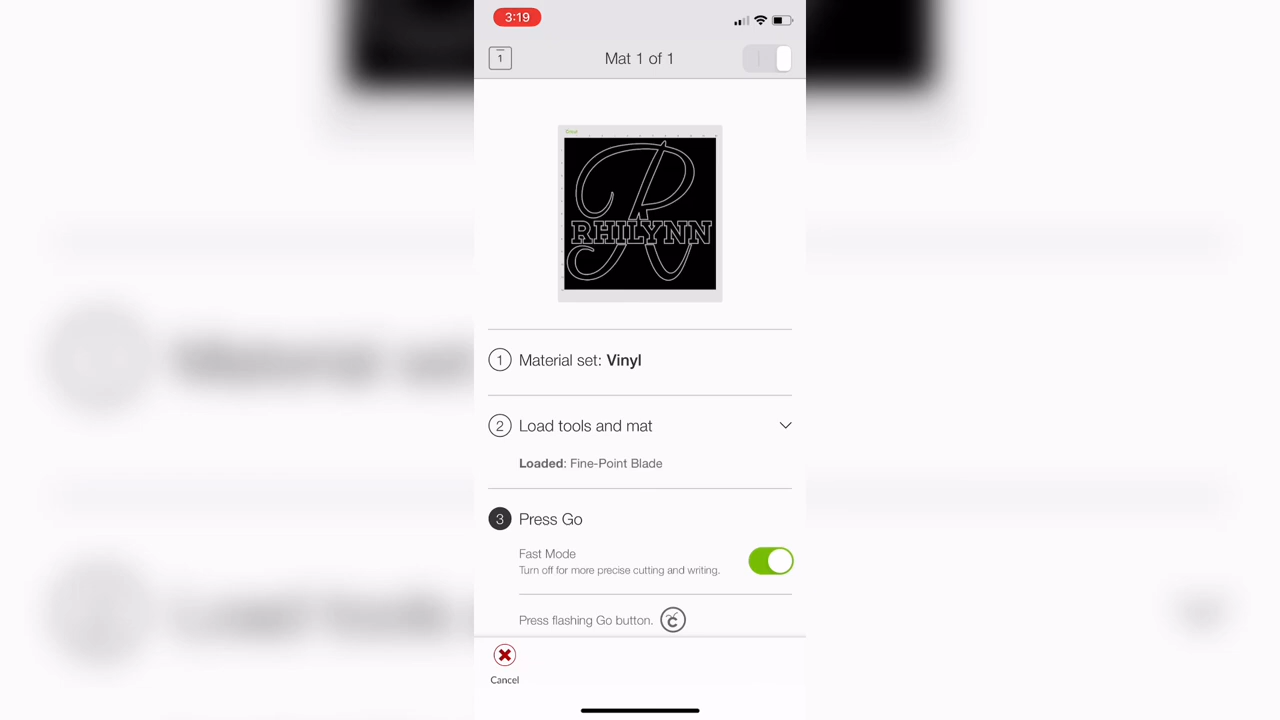 3:19
1
Mat 1 of 1
Vinyl
R
RHILYNN
1 Material set: Vinyl
2 Load tools and mat
Loaded: Fine-Point Blade
3 Press Go
Fast Mode
Turn off for more precise cutting and writing.
Press flashing Go button.
Cancel